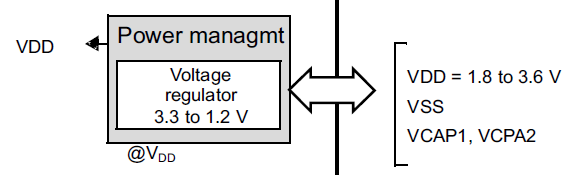 VDD
Power managmt
Voltage
regulator
3.3 to 1.2 V
@VDD
VDD = 1.8 to 3.6 V
VSS
VCAP1, VCPA2